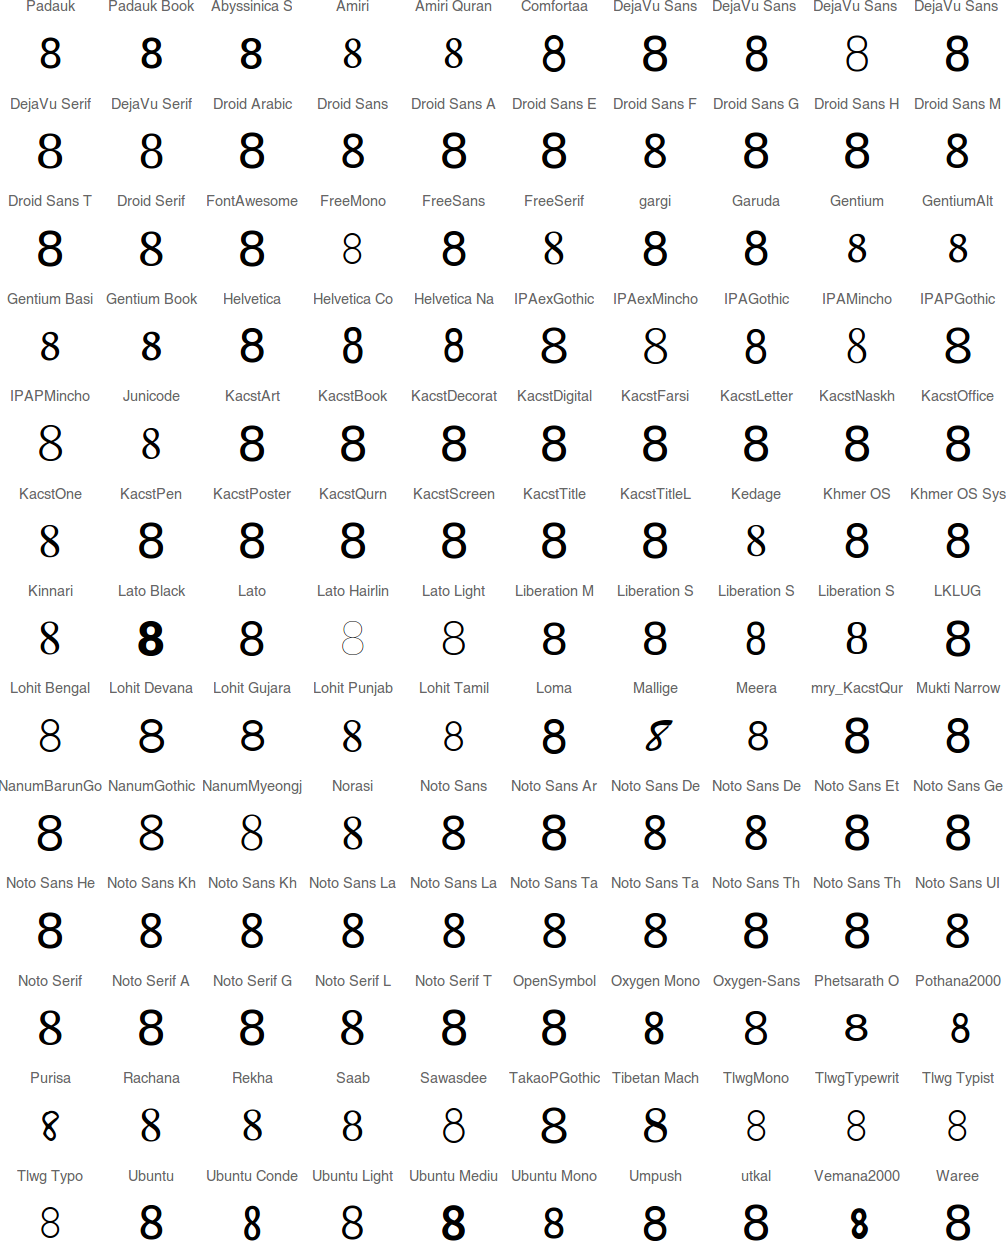 Padauk Padauk Book Abyssinica S Amiri Amiri Quran Comfortaa DejaVu Sans DejaVu Sans DejaVu Sans DejaVu Sans
8 8 8 8 8 8 8 8 8 8
DejaVu Serif DejaVu Serif Droid Arabic Droid Sans Droid Sans A Droid Sans E Droid Sans F Droid Sans G Droid Sans H Droid Sans M
8 8 8 8 8 8 8 8 8 8
Droid Sans T Droid Serif FontAwesome FreeMono FreeSans FreeSerif gargi Garuda Gentium GentiumAlt
8 8 8 8 8 8 8 8 8 8
Gentium Basi Gentium Book Helvetica Helvetica Co Helvetica Na IPAexGothic IPAexMincho IPAGothic IPAMincho IPAPGothic
8 8 8 8 8 8 8 8 8 8
IPAPMincho Junicode KacstArt KacstBook KacstDecorat KacstDigital KacstFarsi KacstLetter KacstNaskh KacstOffice
8 8 8 8 8 8 8 8 8 8
KacstOne KacstPen KacstPoster KacstQurn KacstScreen KacstTitle KacstTitleL Kedage Khmer OS Khmer OS Sys
8 8 8 8 8 8 8 8 8 8
Kinnari Lato Black Lato Lato Hairlin Lato Light Liberation M Liberation S Liberation S Liberation S LKLUG
8 8 8 8 8 8 8 8 8 8
Lohit Bengal Lohit Devana Lohit Gujara Lohit Punjab Lohit Tamil Loma Mallige Meera mry_KacstQur Mukti Narrow
8 8 8 8 8 8 8 8 8 8
NanumBarunGo NanumGothic NanumMyeongj Norasi Noto Sans Noto Sans Ar Noto Sans De Noto Sans De Noto Sans Et Noto Sans Ge
8 8 8 8 8 8 8 8 8 8
Noto Sans He Noto Sans Kh Noto Sans Kh Noto Sans La Noto Sans La Noto Sans Ta Noto Sans Ta Noto Sans Th Noto Sans Th Noto Sans UI
8 8 8 8 8 8 8 8 8 8
Noto Serif Noto Serif A Noto Serif G Noto Serif L Noto Serif T OpenSymbol Oxygen Mono Oxygen-Sans Phetsarath O Pothana2000
8 8 8 8 8 8 8 8 8 8
Purisa Rachana Rekha Saab Sawasdee TakaoPGothic Tibetan Mach TlwgMono TlwgTypewrit Tlwg Typist
8 8 8 8 8 8 8 8 8 8
Tlwg Typo Ubuntu Ubuntu Conde Ubuntu Light Ubuntu Mediu Ubuntu Mono Umpush utkal Vemana2000 Waree
8 8 8 8 8 8 8 8 8 8